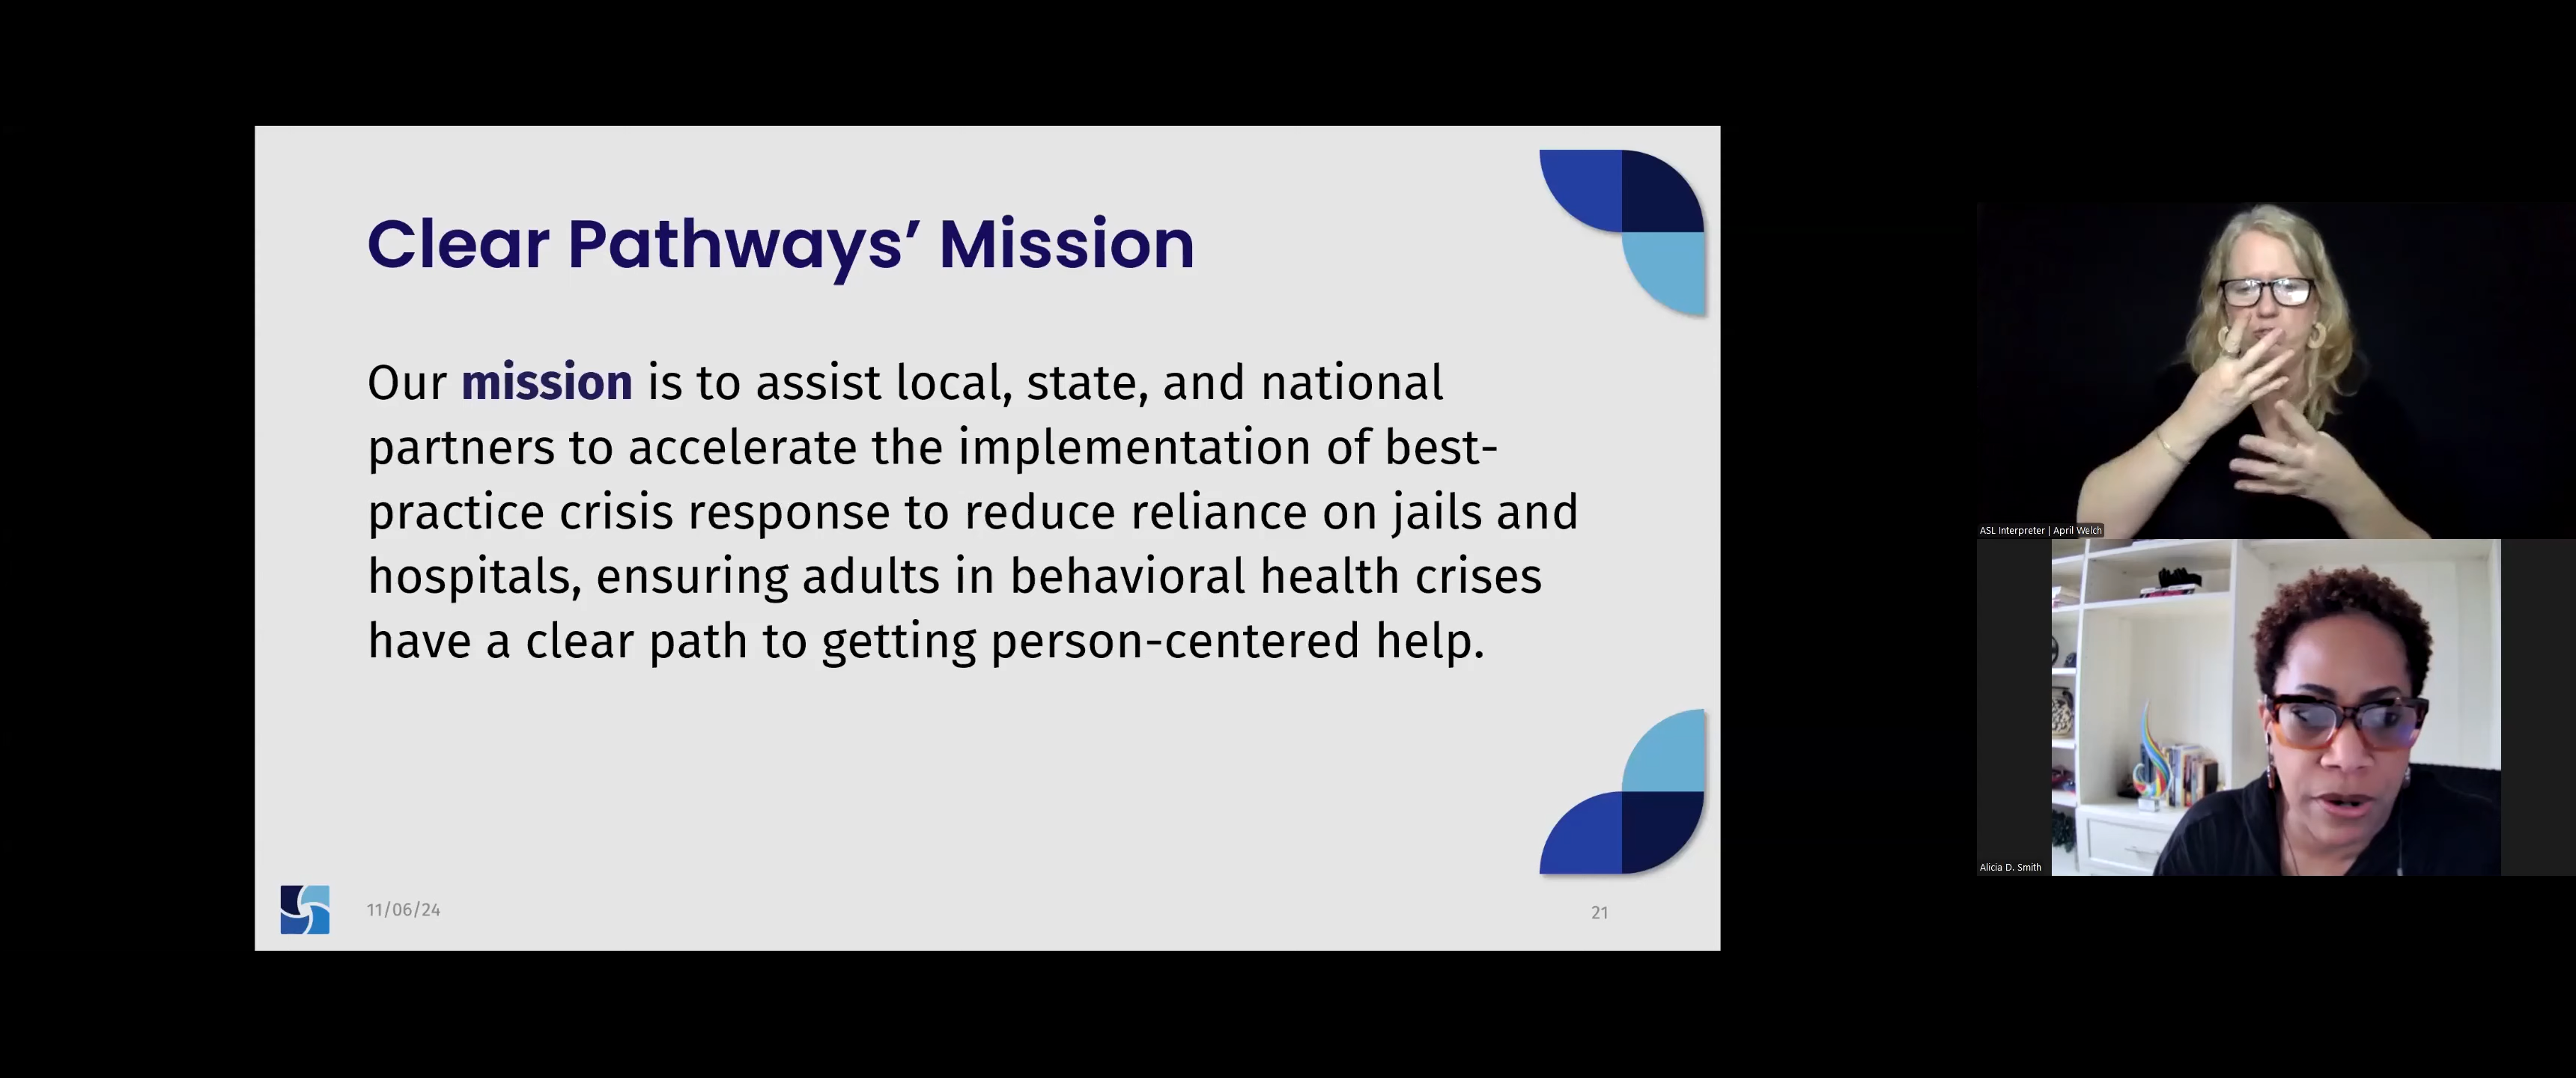 Clear Pathways’ Mission
Our mission is to assist local, state, and national
partners to accelerate the implementation of best-
practice crisis response to reduce reliance on jails and
hospitals, ensuring adults in behavioral health crises
have a clear path to getting person-centered help.
11/06/24
21
ASL Interpreter | April Welch
Alicia D. Smith